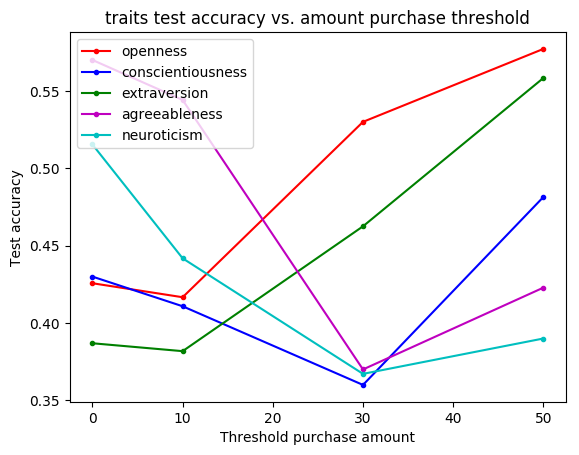 traits test accuracy vs. amount purchase threshold
openness
conscientiousness
extraversion
agreeableness
neuroticism
Test accuracy
0.55
0.50
0.45
0.40
0.35
0 10 20 30 40 50
Threshold purchase amount